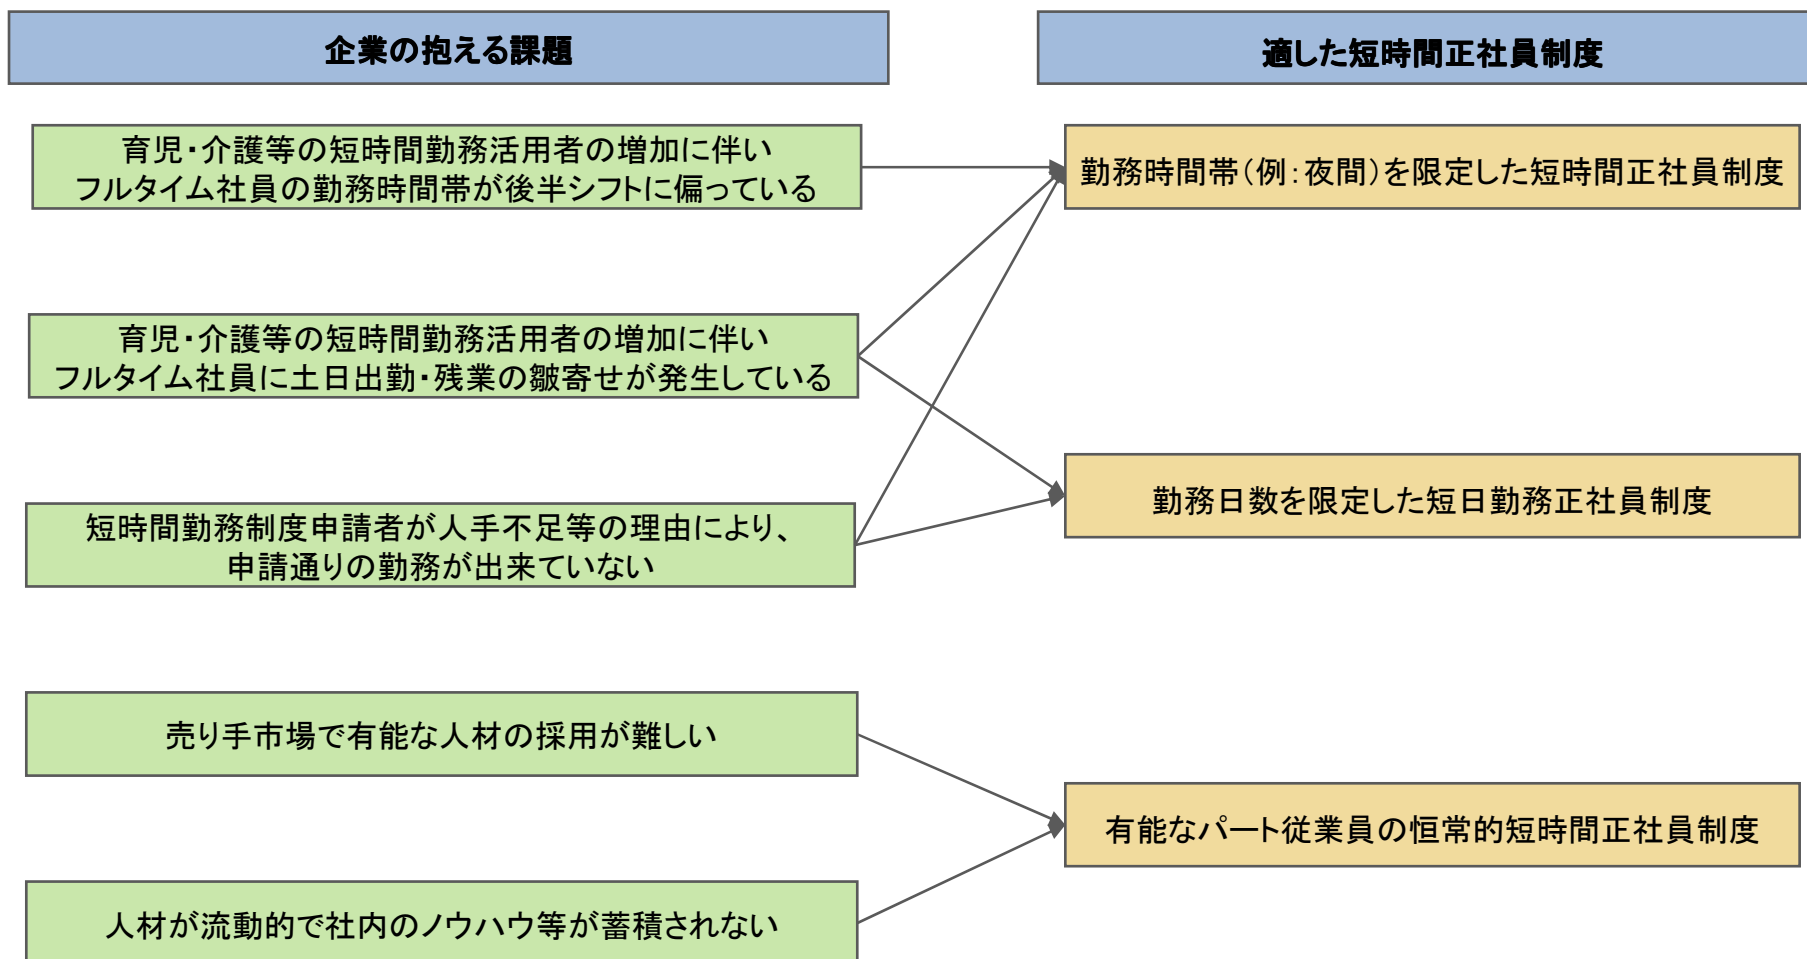 企業の抱える課題
適した短時間正社員制度
育児・介護等の短時間勤務活用者の増加に伴い
フルタイム社員の勤務時間帯が後半シフトに偏っている
勤務時間帯（例：夜間）を限定した短時間正社員制度
育児・介護等の短時間勤務活用者の増加に伴い
フルタイム社員に土日出勤・残業の皺寄せが発生している
勤務日数を限定した短日勤務正社員制度
短時間勤務制度申請者が人手不足等の理由により、
申請通りの勤務が出来ていない
売り手市場で有能な人材の採用が難しい
有能なパート従業員の恒常的短時間正社員制度
人材が流動的で社内のノウハウ等が蓄積されない